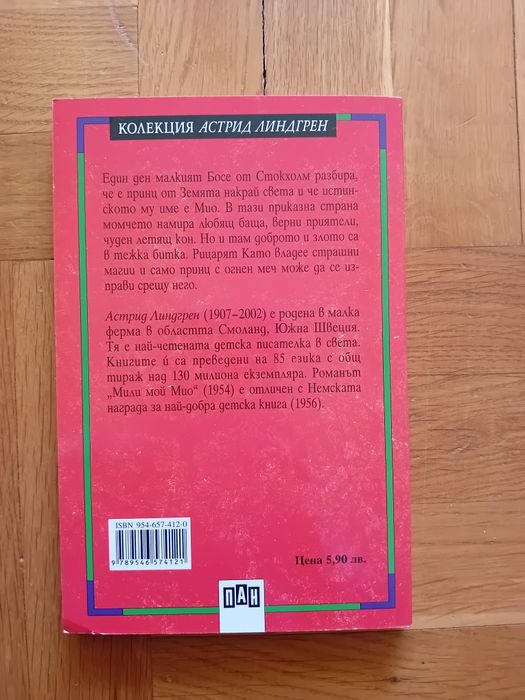 КОЛЕКЦИЯ АСТРИД ЛИНДГРЕН
Един ден малкият Босе от Стокхолм разбира,
че е принц от Земята накрай света и че истин-
ското му име е Мио. В тази приказна страна
момчето намира любящ баща, верни приятели,
чуден летящ кон. Но и там доброто и злото са
в тежка битка. Рицарят Като владее страшни
магии и само принц с огнен меч може да се из-
прави срещу него.
Астрид Линдгрен (1907–2002) е родена в малка
ферма в областта Смоланд, Южна Швеция.
Тя е най-четената детска писателка в света.
Книгите ѝ са преведени на 85 езика с общ
тираж над 130 милиона екземпляра. Романът
„Мили мой Мио“ (1954) е отличен с Немската
награда за най-добра детска книга (1956).
ISBN 954-657-412-0
9 789546 574121
Цена 5,90 лв.
ПАН